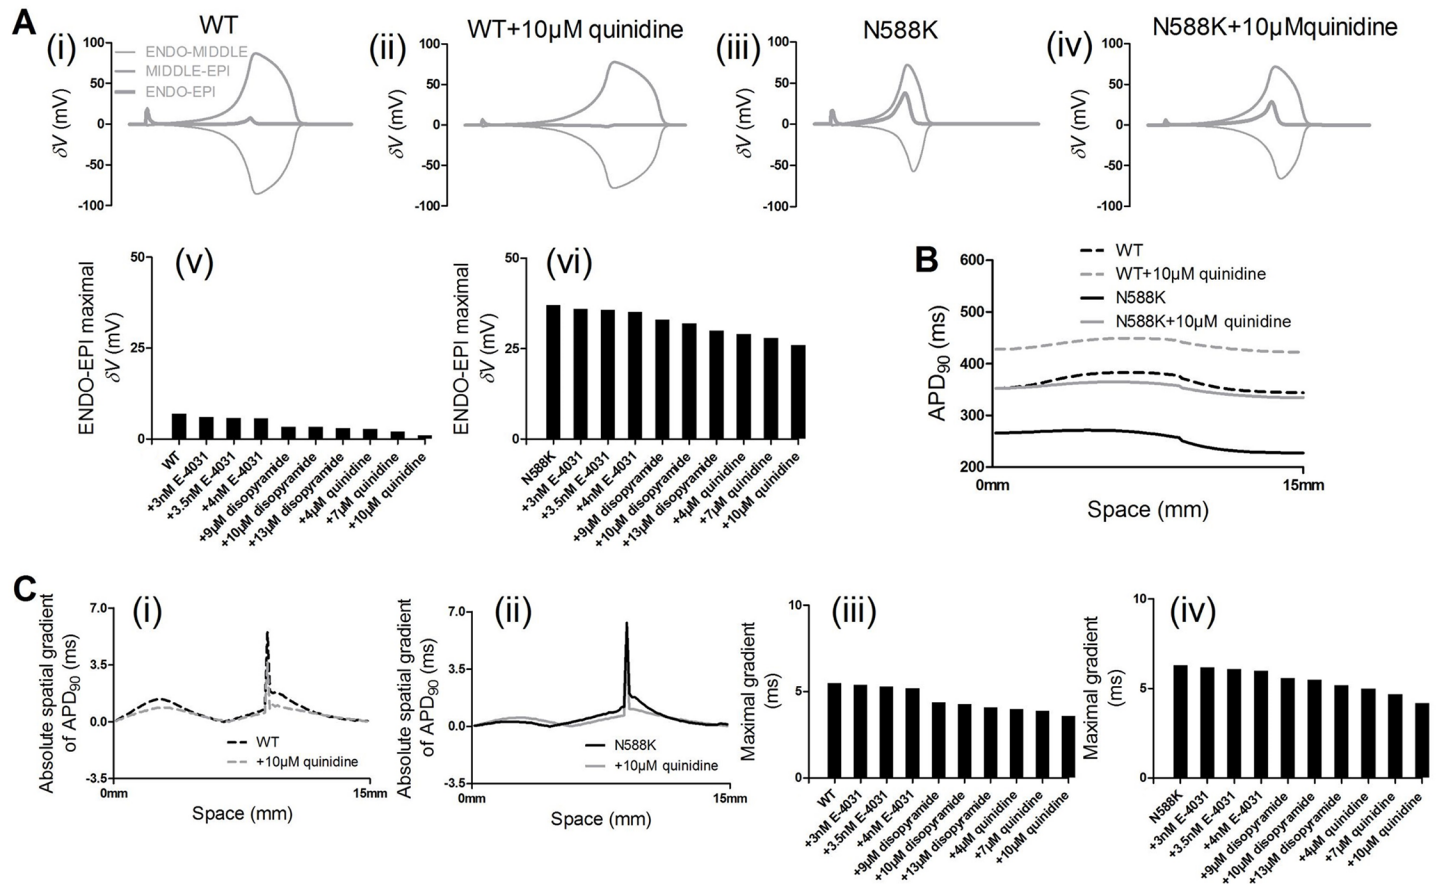 A
WT
(i)
100
50
0
-50
-100
δV (mV)
ENDO-MIDDLE
MIDDLE-EPI
ENDO-EPI
WT+10µM quinidine
(ii)
100
50
0
-50
-100
δV (mV)
N588K
(iii)
100
50
0
-50
-100
δV (mV)
N588K+10µMquinidine
(iv)
100
50
0
-50
-100
δV (mV)
(v)
50
25
0
ENDO-EPI maximal
δV (mV)
WT
+3nM E-4031
+3.5nM E-4031
+4nM E-4031
+9µM disopyramide
+10µM disopyramide
+13µM disopyramide
+4µM quinidine
+7µM quinidine
+10µM quinidine
(vi)
50
25
0
ENDO-EPI maximal
δV (mV)
N588K
+3nM E-4031
+3.5nM E-4031
+4nM E-4031
+9µM disopyramide
+10µM disopyramide
+13µM disopyramide
+4µM quinidine
+7µM quinidine
+10µM quinidine
B
WT
WT+10µM quinidine
N588K
N588K+10µM quinidine
600
500
400
300
200
APD90 (ms)
0mm
15mm
Space (mm)
C
(i)
7.0
3.5
0.0
-3.5
Absolute spatial gradient
of APD90 (ms)
WT
+10µM quinidine
0mm
15mm
Space (mm)
(ii)
7.0
3.5
0.0
-3.5
Absolute spatial gradient
of APD90 (ms)
N588K
+10µM quinidine
0mm
15mm
Space (mm)
(iii)
10
5
0
Maximal gradient
(ms)
WT
+3nM E-4031
+3.5nM E-4031
+4nM E-4031
+9µM disopyramide
+10µM disopyramide
+13µM disopyramide
+4µM quinidine
+7µM quinidine
+10µM quinidine
(iv)
10
5
0
Maximal gradient
(ms)
N588K
+3nM E-4031
+3.5nM E-4031
+4nM E-4031
+9µM disopyramide
+10µM disopyramide
+13µM disopyramide
+4µM quinidine
+7µM quinidine
+10µM quinidine